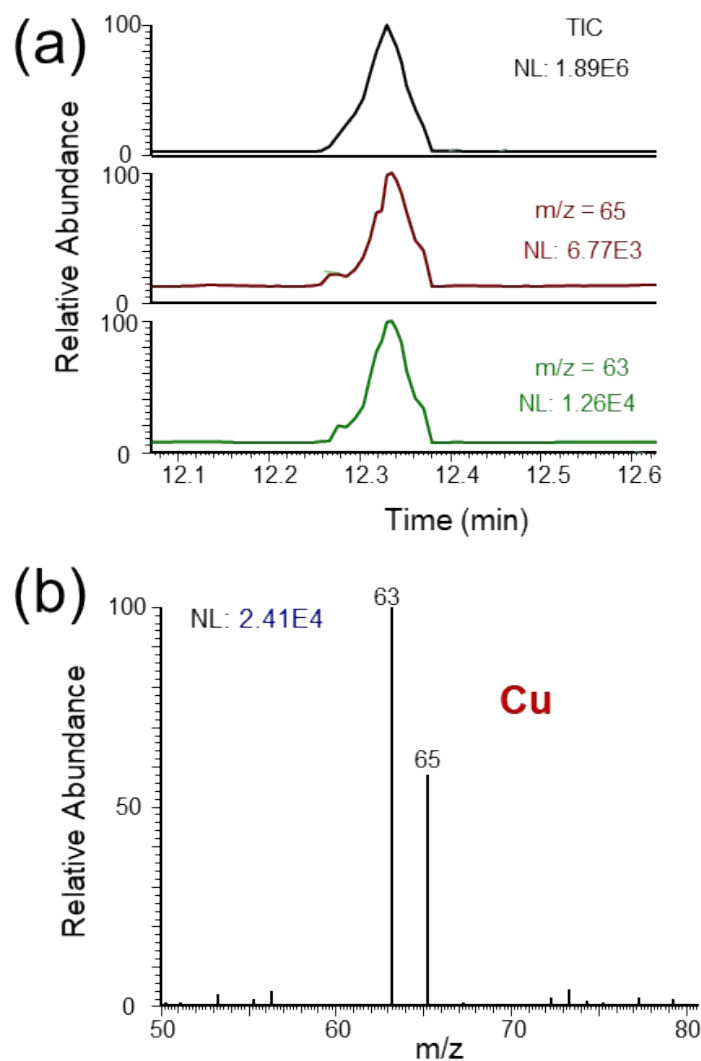 (a)
Relative Abundance
100
0
TIC
NL: 1.89E6
100
0
m/z = 65
NL: 6.77E3
100
0
m/z = 63
NL: 1.26E4
12.1 12.2 12.3 12.4 12.5 12.6
Time (min)
(b)
Relative Abundance
100
50
0
NL: 2.41E4
63
65
Cu
50 60 70 80
m/z